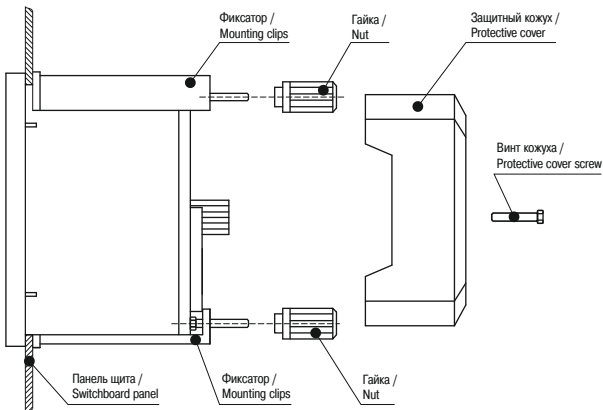 Фиксатор /
Mounting clips
Гайка /
Nut
Защитный кожух /
Protective cover
Винт кожуха /
Protective cover screw
Панель щита /
Switchboard panel
Фиксатор /
Mounting clips
Гайка /
Nut